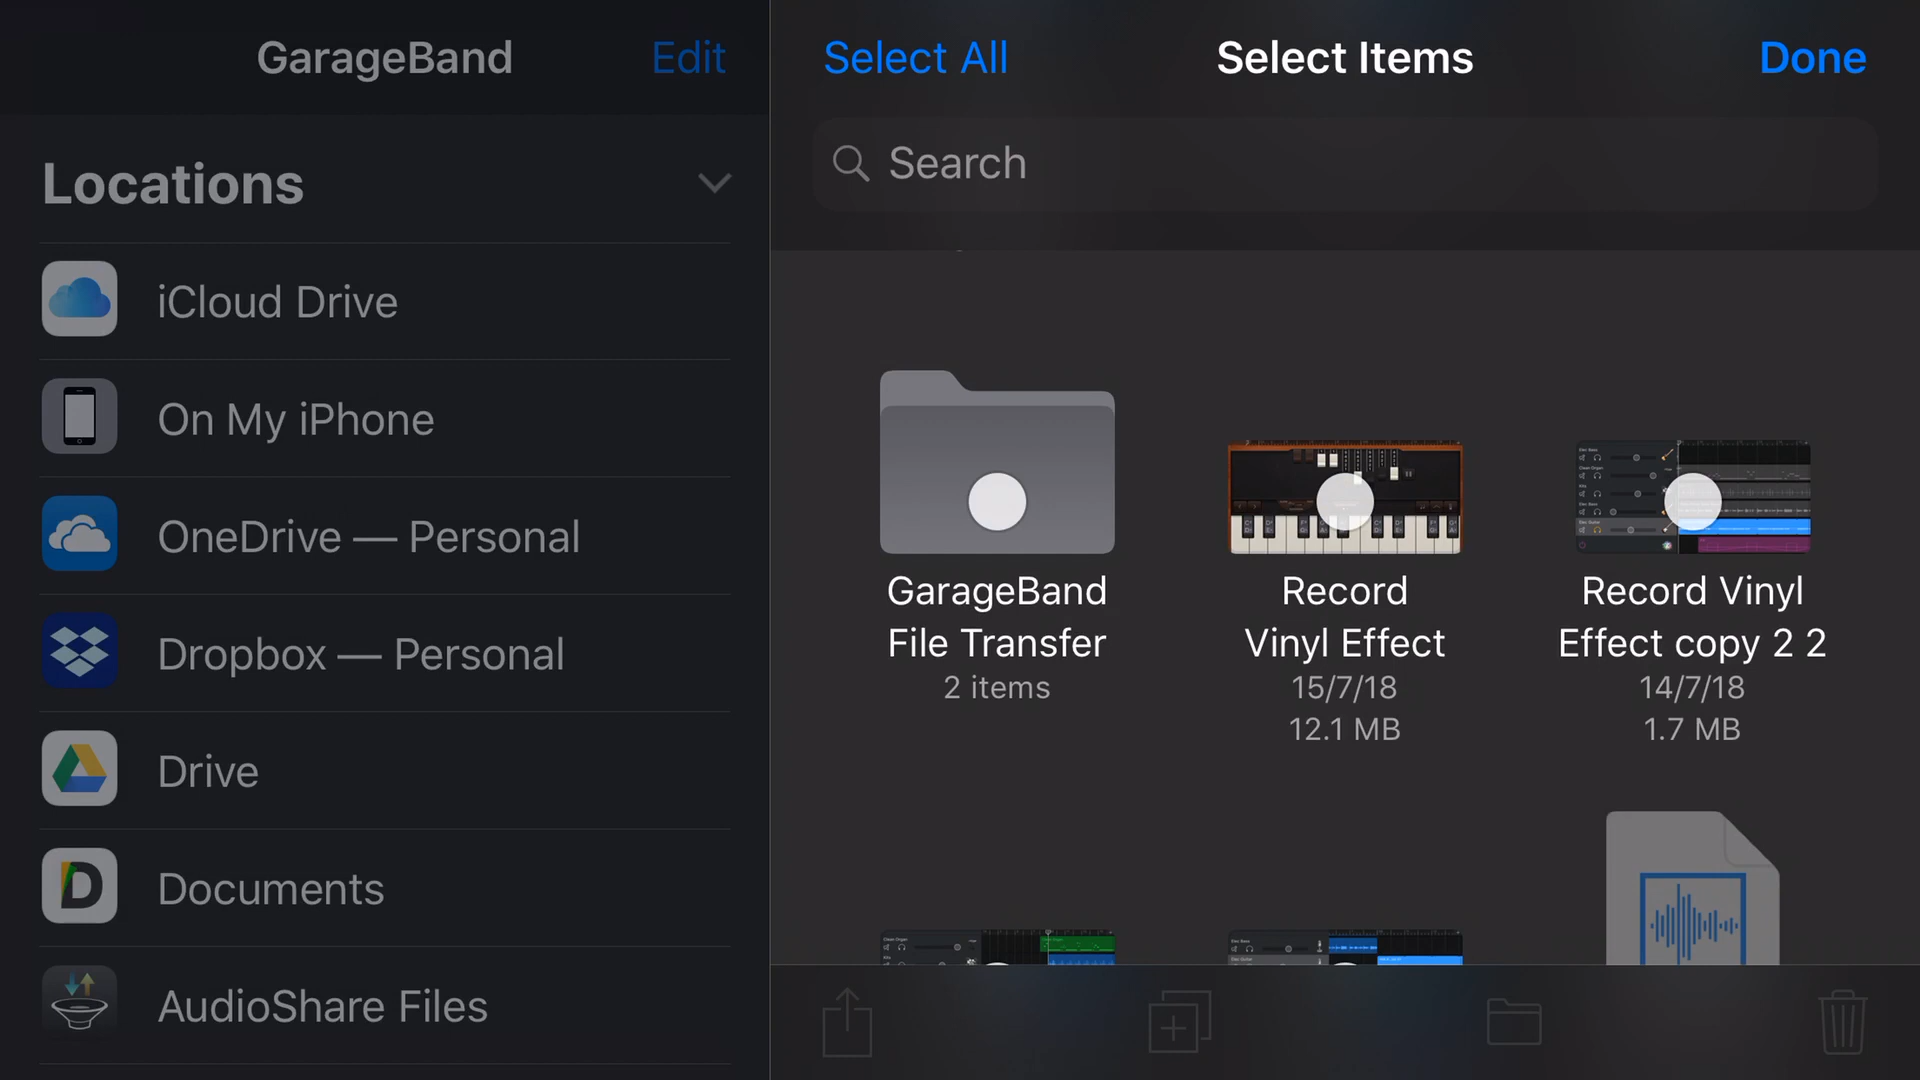 GarageBand
Edit
Locations
iCloud Drive
On My iPhone
OneDrive — Personal
Dropbox — Personal
Drive
Documents
AudioShare Files
Select All
Select Items
Done
Search
GarageBand
File Transfer
2 items
Record
Vinyl Effect
15/7/18
12.1 MB
Record Vinyl
Effect copy 2 2
14/7/18
1.7 MB